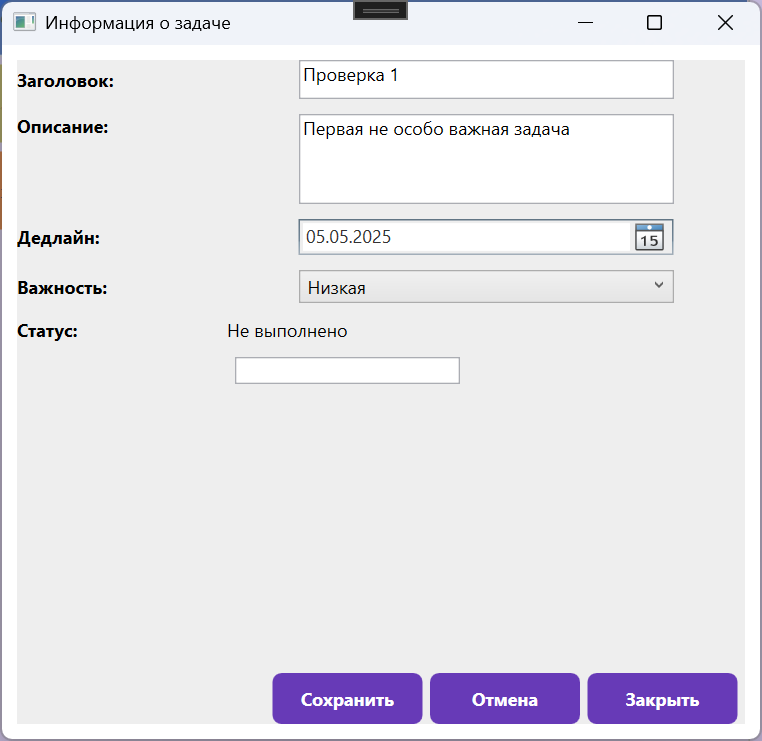 Информация о задаче
Заголовок: Проверка 1
Описание: Первая не особо важная задача
Дедлайн: 05.05.2025 15
Важность: Низкая
Статус: Не выполнено
Сохранить Отмена Закрыть